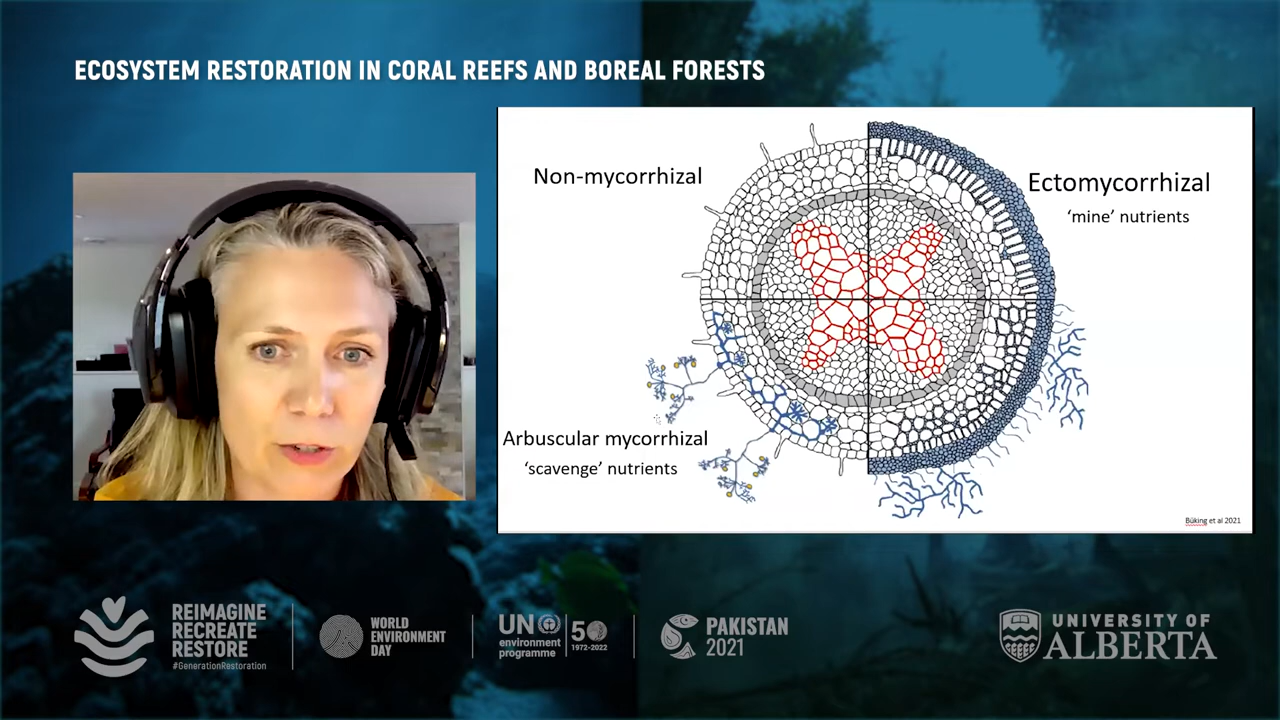 ECOSYSTEM RESTORATION IN CORAL REEFS AND BOREAL FORESTS
Non-mycorrhizal
Ectomycorrhizal
‘mine’ nutrients
Arbuscular mycorrhizal
‘scavenge’ nutrients
Büking et al 2021
REIMAGINE
RECREATE
RESTORE
#GenerationRestoration
WORLD
ENVIRONMENT
DAY
UN
environment
programme
50
1972-2022
PAKISTAN
2021
UNIVERSITY OF
ALBERTA